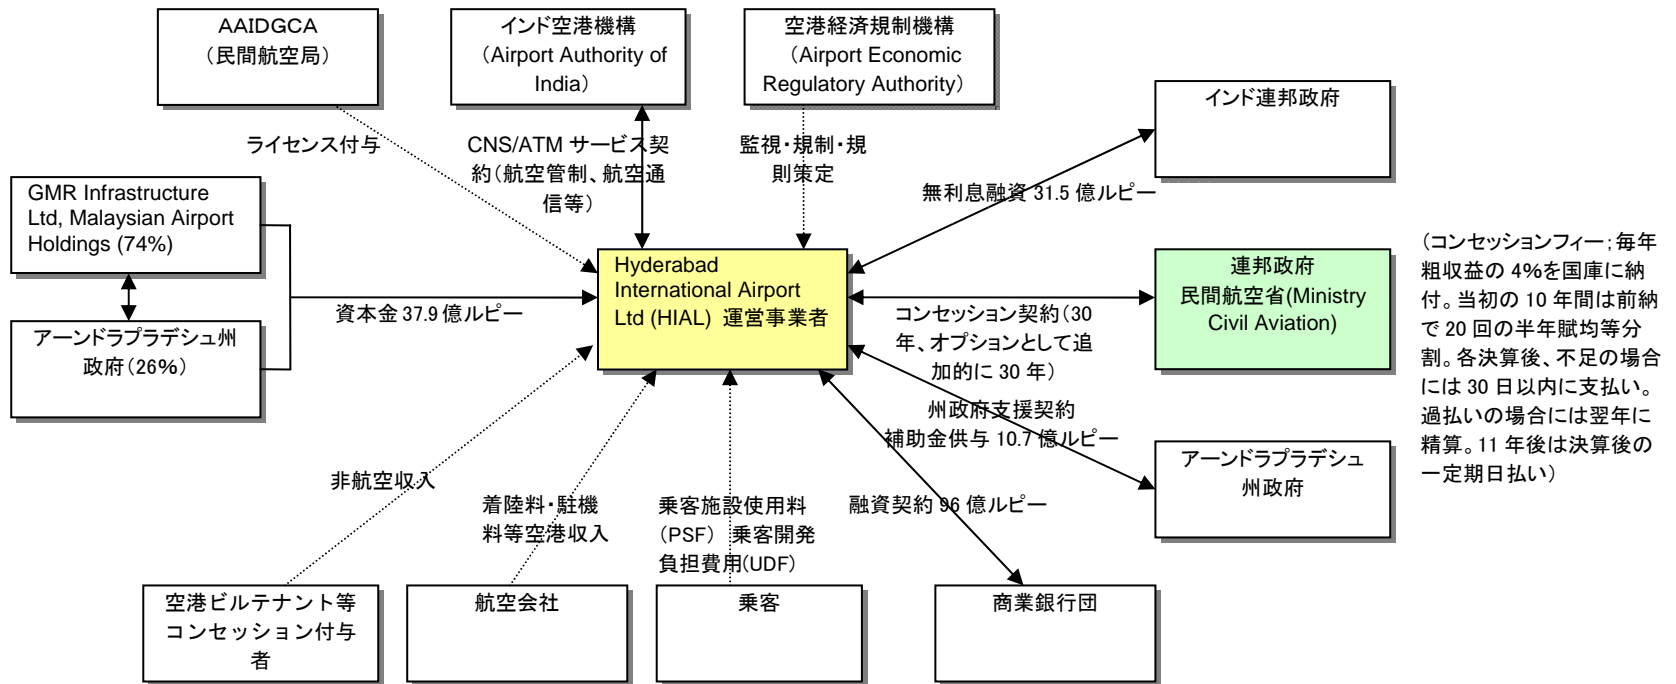 AAIDGCA
（民間航空局）
インド空港機構
（Airport Authority of
India）
空港経済規制機構
（Airport Economic
Regulatory Authority）
インド連邦政府
ライセンス付与
CNS/ATM サービス契
約（航空管制、航空通
信等）
監視・規制・規
則策定
無利息融資 31.5 億ルピー
GMR Infrastructure
Ltd, Malaysian Airport
Holdings (74%)
アーンドラプラデシュ州
政府（26%）
資本金 37.9 億ルピー
Hyderabad
International Airport
Ltd (HIAL) 運営事業者
コンセッション契約（30
年、オプションとして追
加的に 30 年）
連邦政府
民間航空省(Ministry
Civil Aviation)
（コンセッションフィー；毎年
粗収益の 4%を国庫に納
付。当初の 10 年間は前納
で 20 回の半年賦均等分
割。各決算後、不足の場合
には 30 日以内に支払い。
過払いの場合には翌年に
精算。11 年後は決算後の
一定期日払い）
州政府支援契約
補助金供与 10.7 億ルピー
アーンドラプラデシュ
州政府
非航空収入
着陸料・駐機
料等空港収入
乗客施設使用料
（PSF） 乗客開発
負担費用(UDF)
融資契約 96 億ルピー
空港ビルテナント等
コンセッション付与
者
航空会社
乗客
商業銀行団